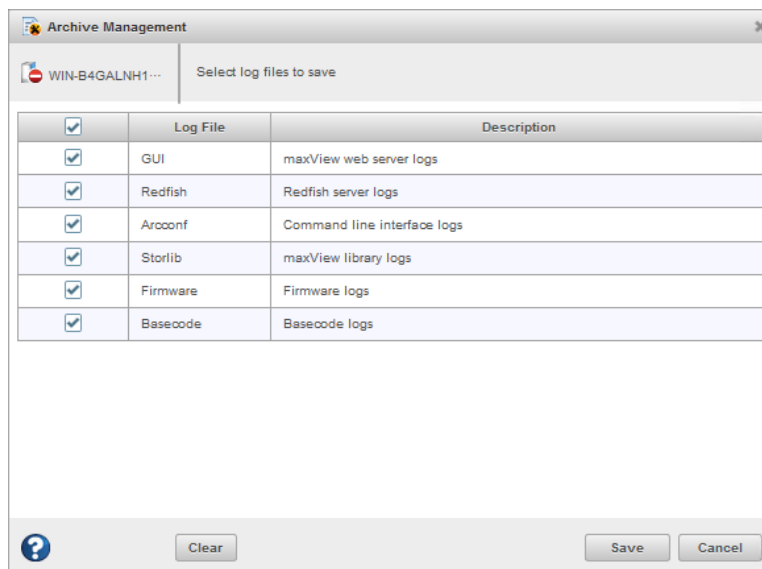 Archive Management
WIN-B4GALNH1...
Select log files to save
Log File Description
GUI maxView web server logs
Redfish Redfish server logs
Arcconf Command line interface logs
Storlib maxView library logs
Firmware Firmware logs
Basecode Basecode logs
? Clear Save Cancel